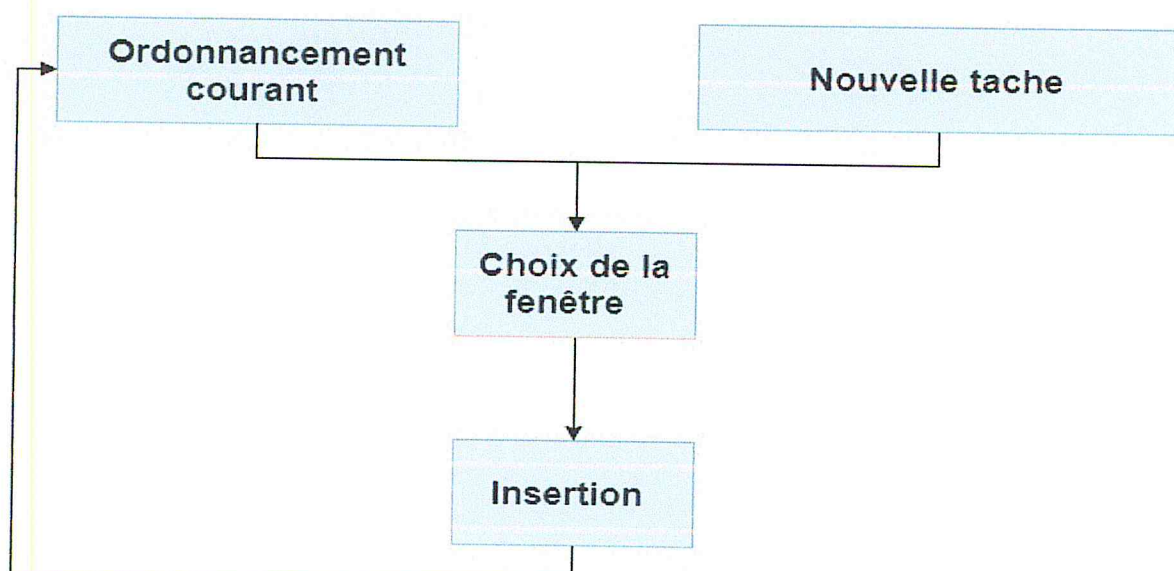 Ordonnancement
courant
Nouvelle tache
Choix de la
fenêtre
Insertion